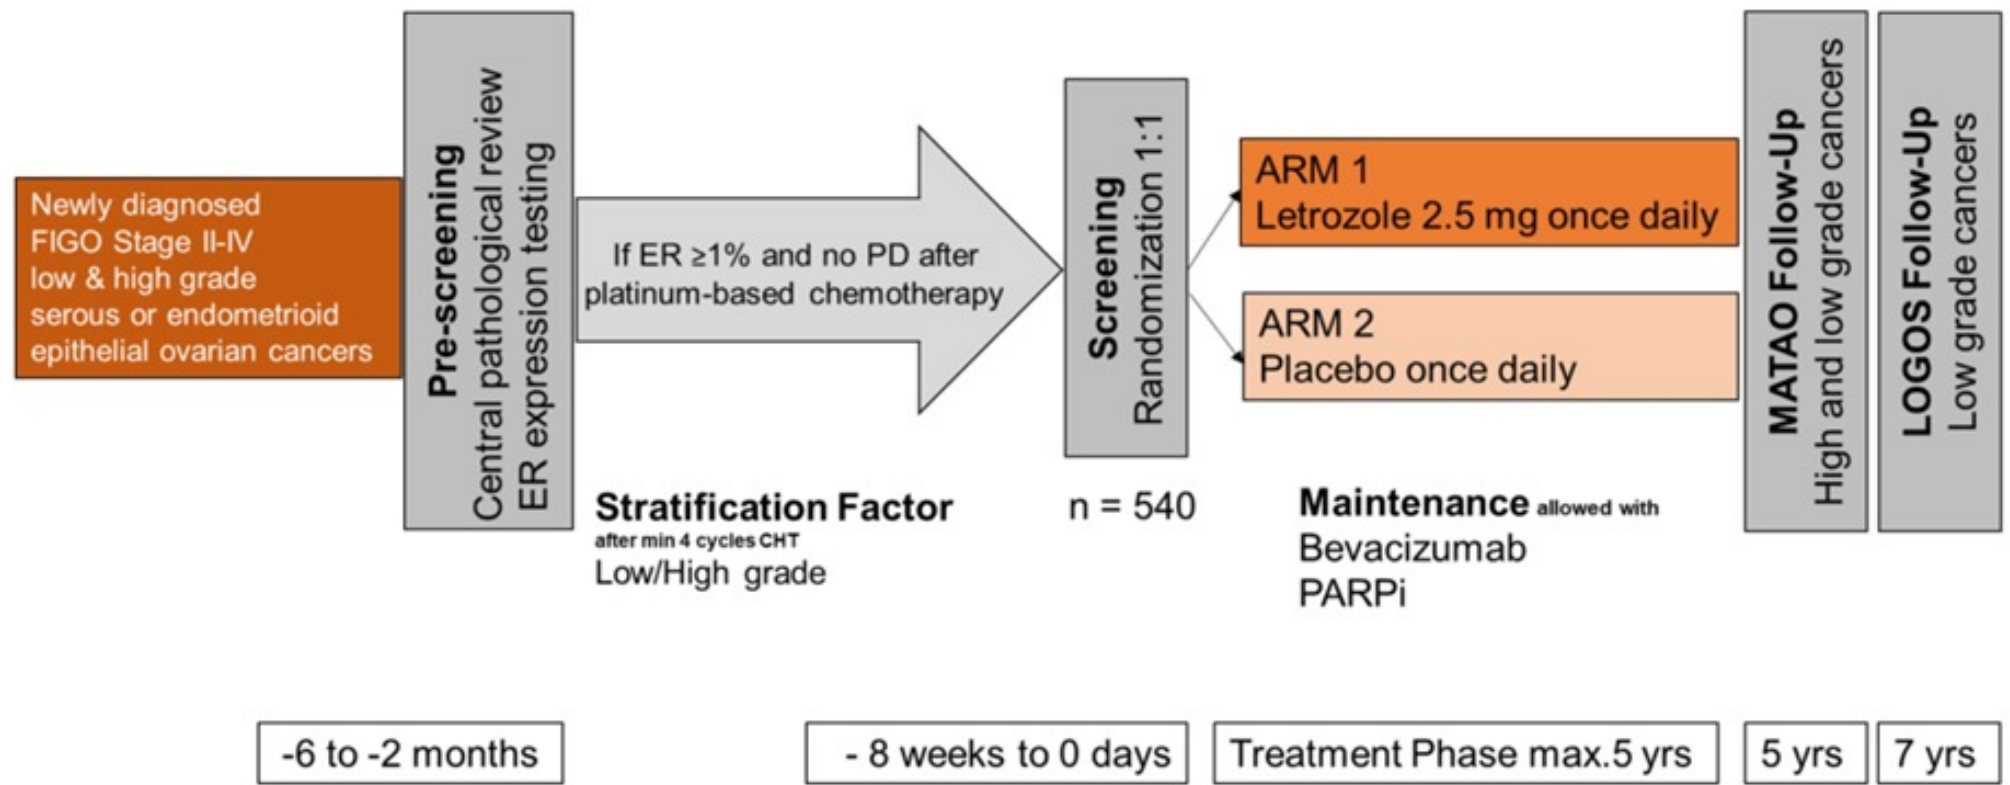 Newly diagnosed
FIGO Stage II-IV
low & high grade
serous or endometrioid
epithelial ovarian cancers
Pre-screening
Central pathological review
ER expression testing
If ER ≥1% and no PD after
platinum-based chemotherapy
Stratification Factor
after min 4 cycles CHT
Low/High grade
Screening
Randomization 1:1
n = 540
ARM 1
Letrozole 2.5 mg once daily
ARM 2
Placebo once daily
Maintenance allowed with
Bevacizumab
PARPi
MATAO Follow-Up
High and low grade cancers
LOGOS Follow-Up
Low grade cancers
-6 to -2 months
- 8 weeks to 0 days
Treatment Phase max.5 yrs
5 yrs
7 yrs